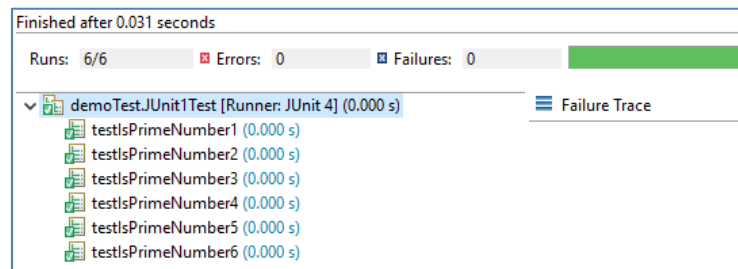 Finished after 0.031 seconds
Runs: 6/6 Errors: 0 Failures: 0
demoTest.JUnit1Test [Runner: JUnit 4] (0.000 s)
Failure Trace
testIsPrimeNumber1 (0.000 s)
testIsPrimeNumber2 (0.000 s)
testIsPrimeNumber3 (0.000 s)
testIsPrimeNumber4 (0.000 s)
testIsPrimeNumber5 (0.000 s)
testIsPrimeNumber6 (0.000 s)